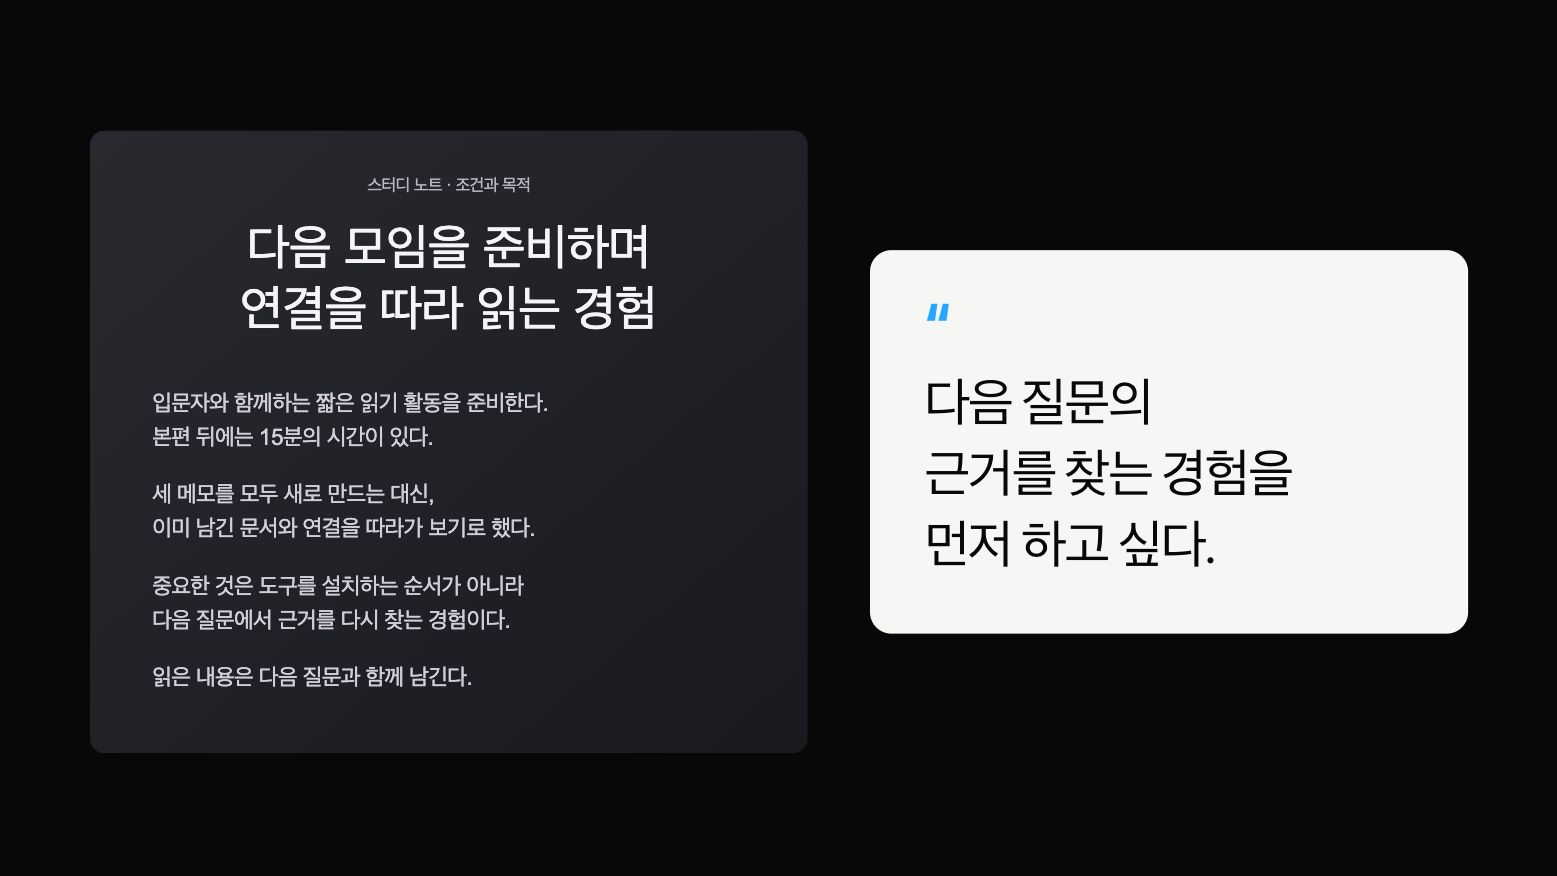 스터디 노트 · 조건과 목적
다음 모임을 준비하며
연결을 따라 읽는 경험
입문자와 함께하는 짧은 읽기 활동을 준비한다.
본편 뒤에는 15분의 시간이 있다.
세 메모를 모두 새로 만드는 대신,
이미 남긴 문서와 연결을 따라가 보기로 했다.
중요한 것은 도구를 설치하는 순서가 아니라
다음 질문에서 근거를 다시 찾는 경험이다.
읽은 내용은 다음 질문과 함께 남긴다.
"
다음 질문의
근거를 찾는 경험을
먼저 하고 싶다.